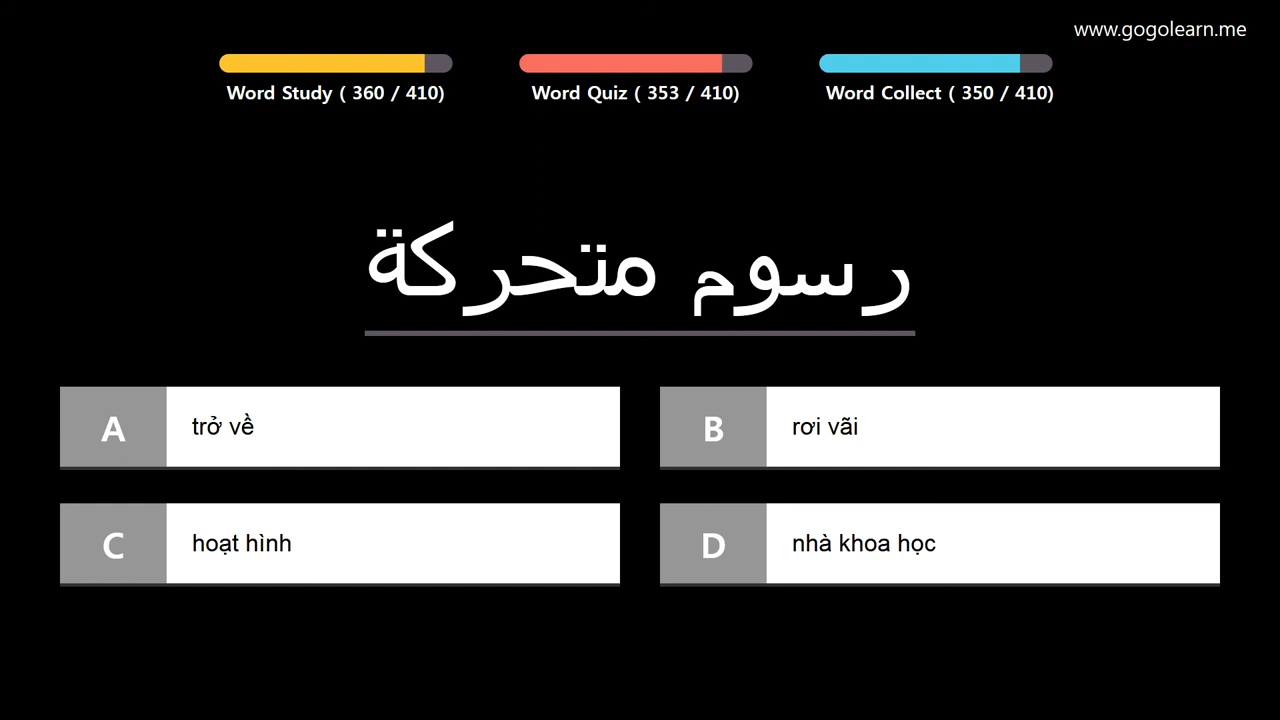 www.gogolearn.me
Word Study ( 360 / 410)
Word Quiz ( 353 / 410)
Word Collect ( 350 / 410)
رسوم متحركة
A trở về
B rơi vãi
C hoạt hình
D nhà khoa học